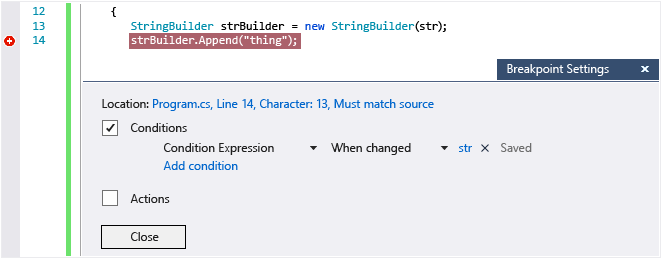 12 {
13 StringBuilder strBuilder = new StringBuilder(str);
14 strBuilder.Append("thing");
Breakpoint Settings ×
Location: Program.cs, Line 14, Character: 13, Must match source
Conditions
Condition Expression When changed str × Saved
Add condition
Actions
Close